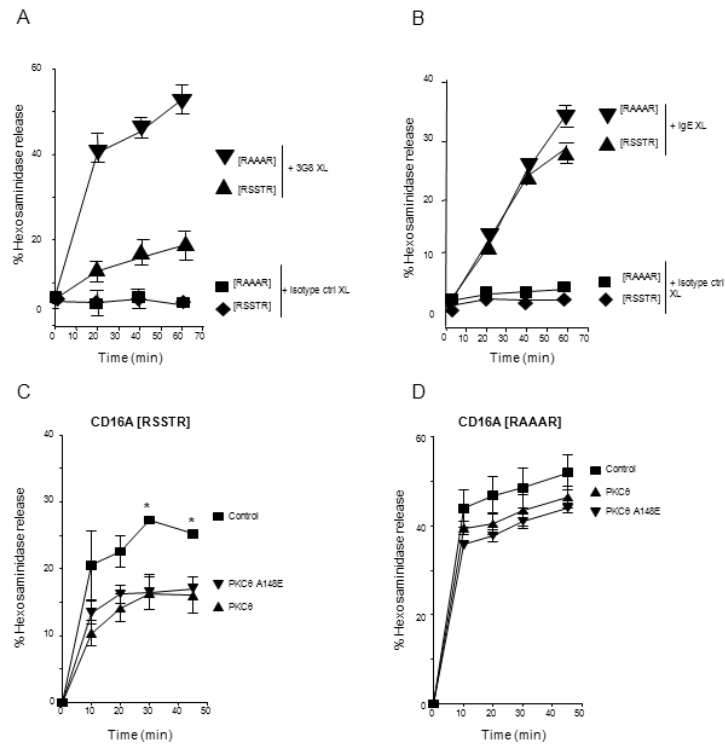 A
% Hexosaminidase release
60
40
20
0
0 10 20 30 40 50 60 70
Time (min)
[RAAAR]
[RSSTR]
+ 3G8 XL
[RAAAR]
[RSSTR]
+ Isotype ctrl XL
B
% Hexosaminidase release
40
30
20
10
0
0 10 20 30 40 50 60 70
Time (min)
[RAAAR]
[RSSTR]
+ IgE XL
[RAAAR]
[RSSTR]
+ Isotype ctrl
XL
C
CD16A [RSSTR]
% Hexosaminidase release
40
30
20
10
0
0 10 20 30 40 50
Time (min)
* *
Control
PKCθ A148E
PKCθ
D
CD16A [RAAAR]
% Hexosaminidase release
60
40
20
0
0 10 20 30 40 50
Time (min)
Control
PKCθ
PKCθ A148E